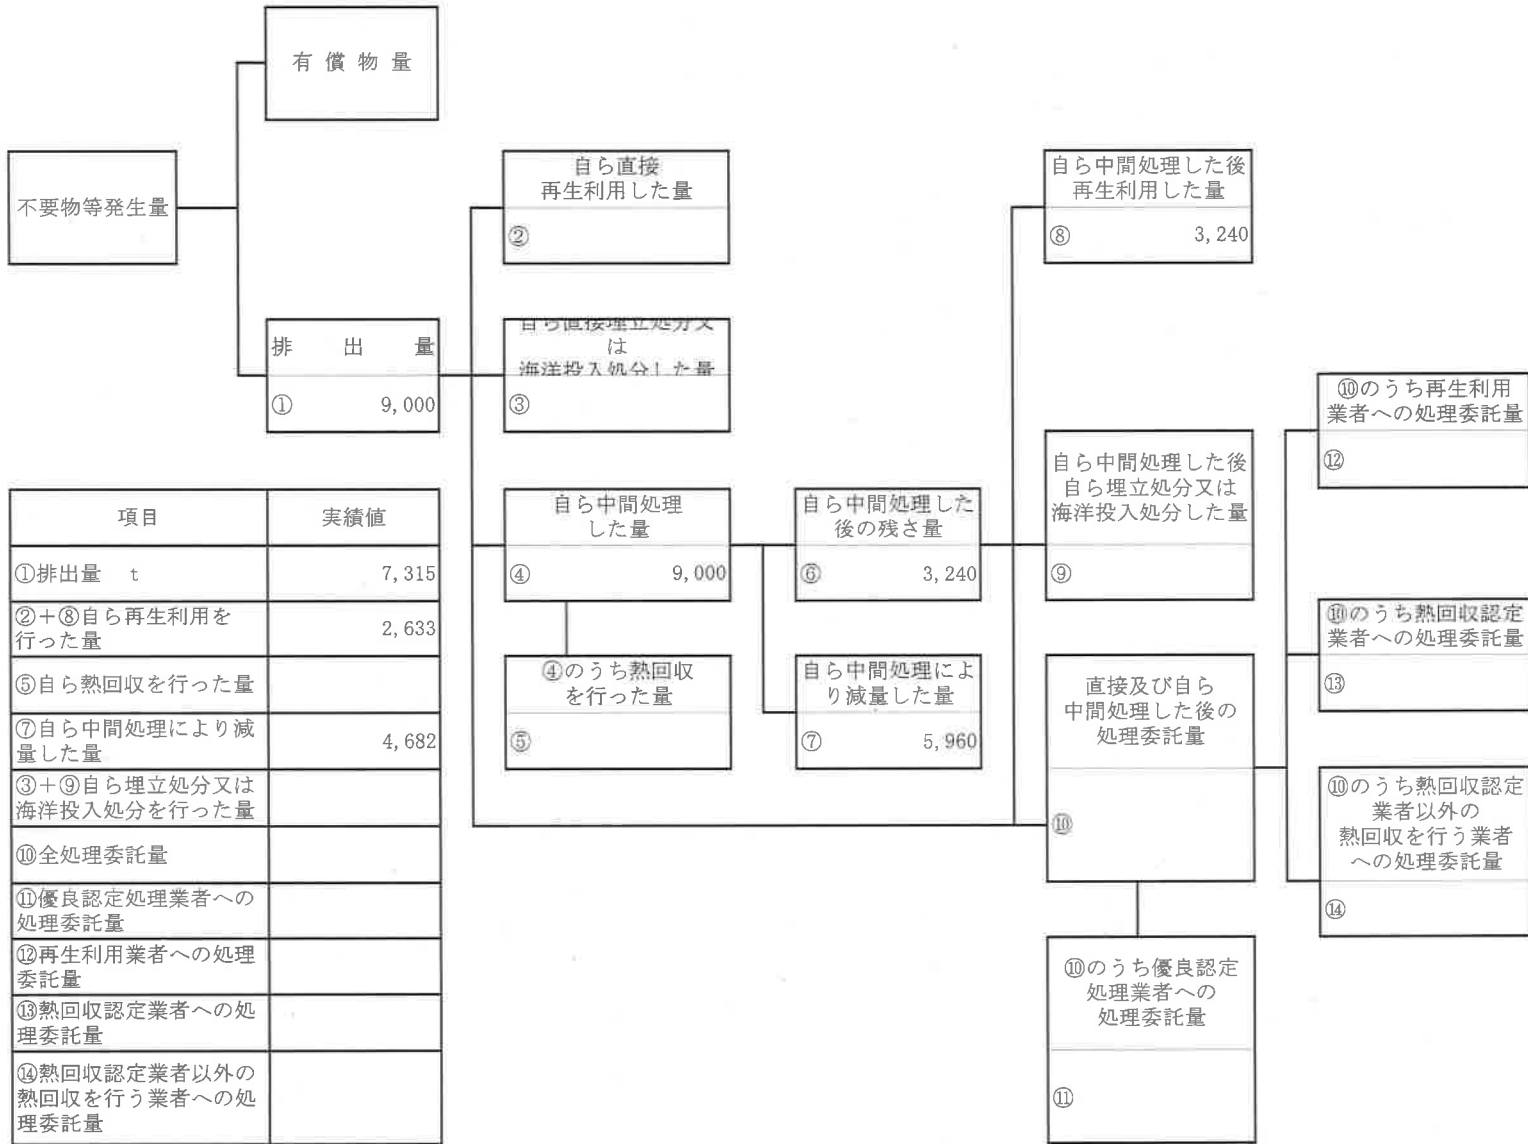 有償物量
不要物等発生量
排出量
① 9,000
自ら直接
再生利用した量
②
自ら直接埋立処分又
は
海洋投入処分した量
③
自ら中間処理
した量
④ 9,000
④のうち熱回収
を行った量
⑤
自ら中間処理した
後の残さ量
⑥ 3,240
自ら中間処理によ
り減量した量
⑦ 5,960
自ら中間処理した後
再生利用した量
⑧ 3,240
自ら中間処理した後
自ら埋立処分又は
海洋投入処分した量
⑨
直接及び自ら
中間処理した後の
処理委託量
⑩
⑩のうち優良認定
処理業者への
処理委託量
⑪
⑩のうち再生利用
業者への処理委託量
⑫
⑩のうち熱回収認定
業者への処理委託量
⑬
⑩のうち熱回収認定
業者以外の
熱回収を行う業者
への処理委託量
⑭
項目 実績値
①排出量 t 7,315
②+⑧自ら再生利用を
行った量 2,633
⑤自ら熱回収を行った量
⑦自ら中間処理により減
量した量 4,682
③+⑨自ら埋立処分又は
海洋投入処分を行った量
⑩全処理委託量
⑪優良認定処理業者への
処理委託量
⑫再生利用業者への処理
委託量
⑬熱回収認定業者への処
理委託量
⑭熱回収認定業者以外の
熱回収を行う業者への処
理委託量